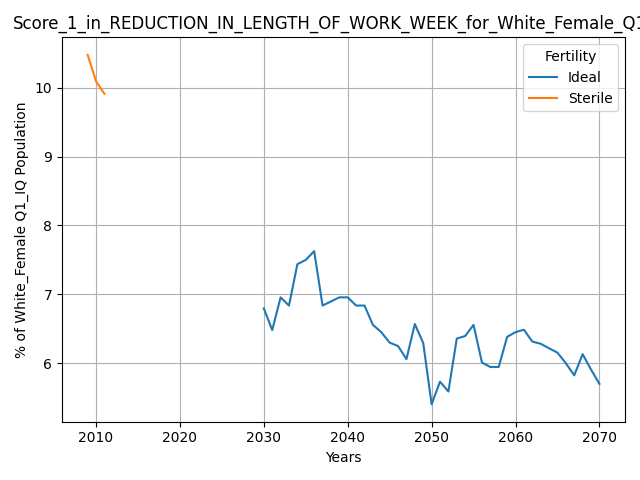 Score_1_in_REDUCTION_IN_LENGTH_OF_WORK_WEEK_for_White_Female_Q1
Fertility
Ideal
Sterile
% of White_Female Q1_IQ Population
10
9
8
7
6
2010 2020 2030 2040 2050 2060 2070
Years